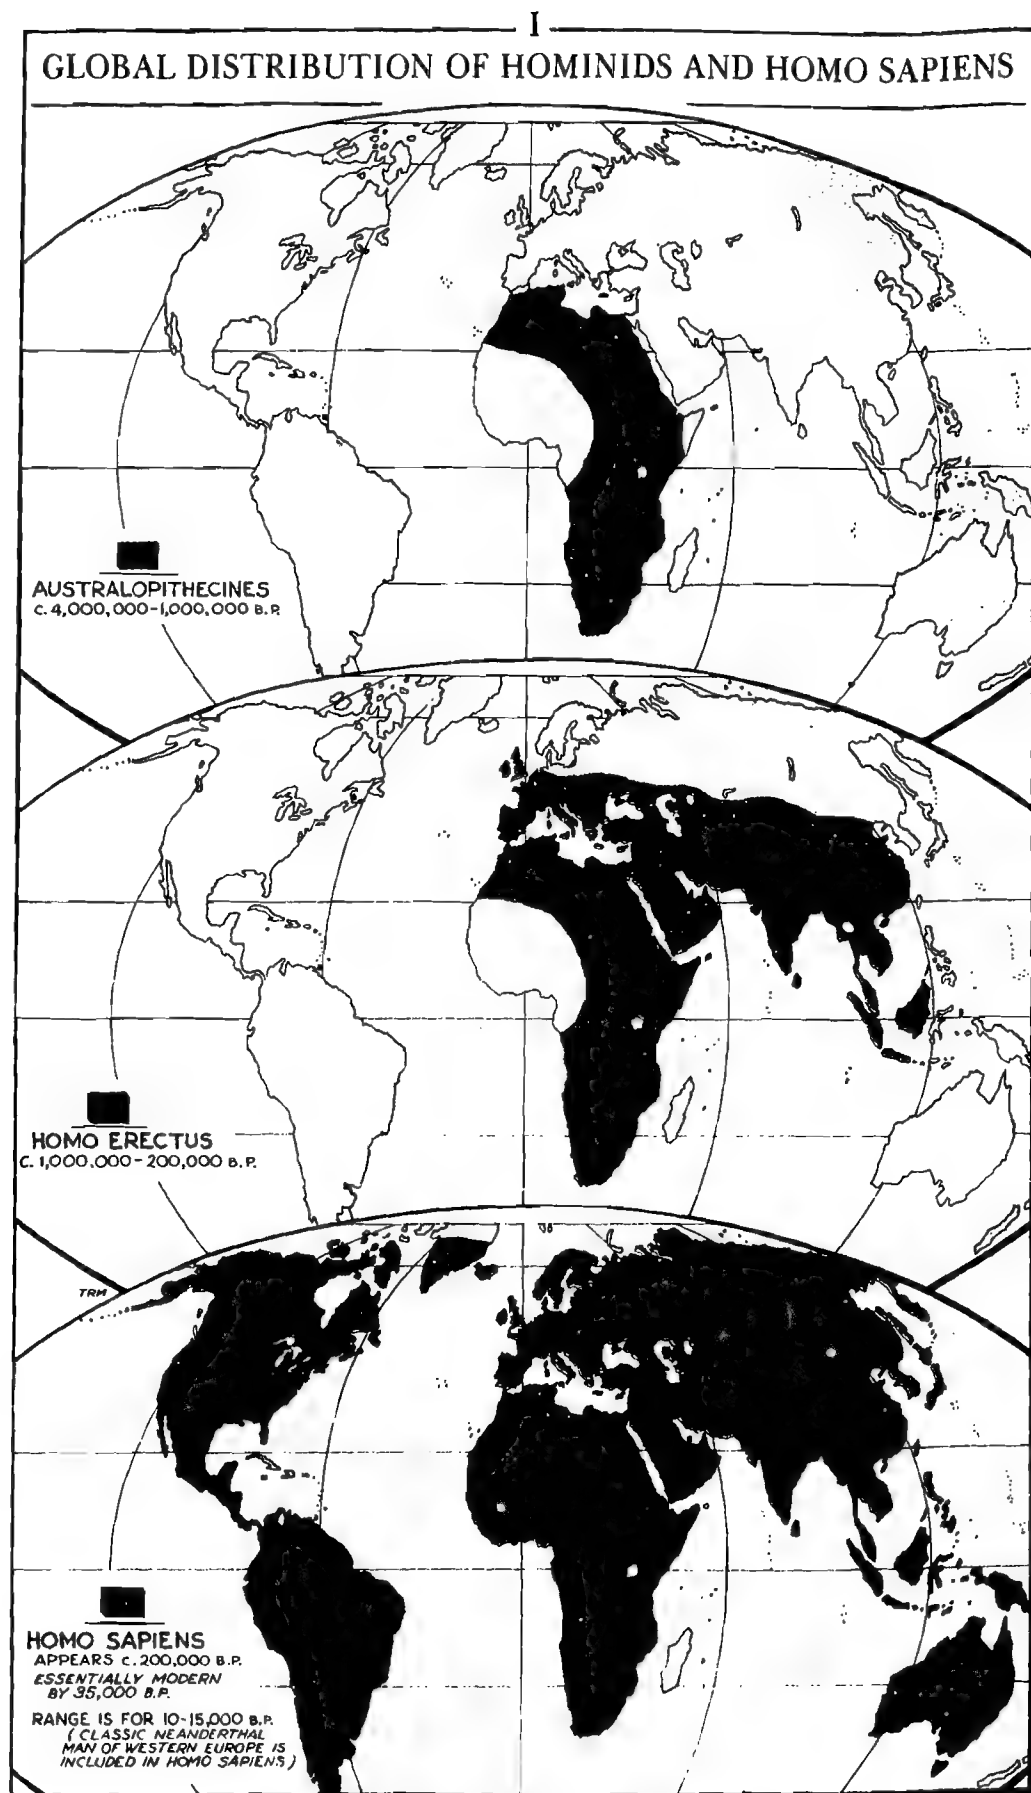 I
GLOBAL DISTRIBUTION OF HOMINIDS AND HOMO SAPIENS
AUSTRALOPITHECINES
C. 4,000,000-1,000,000 B.P.
HOMO ERECTUS
C. 1,000,000-200,000 B.P.
TRM
HOMO SAPIENS
APPEARS C. 200,000 B.P.
ESSENTIALLY MODERN
BY 35,000 B.P.
RANGE IS FOR 10-15,000 B.P.
(CLASSIC NEANDERTHAL
MAN OF WESTERN EUROPE IS
INCLUDED IN HOMO SAPIENS)